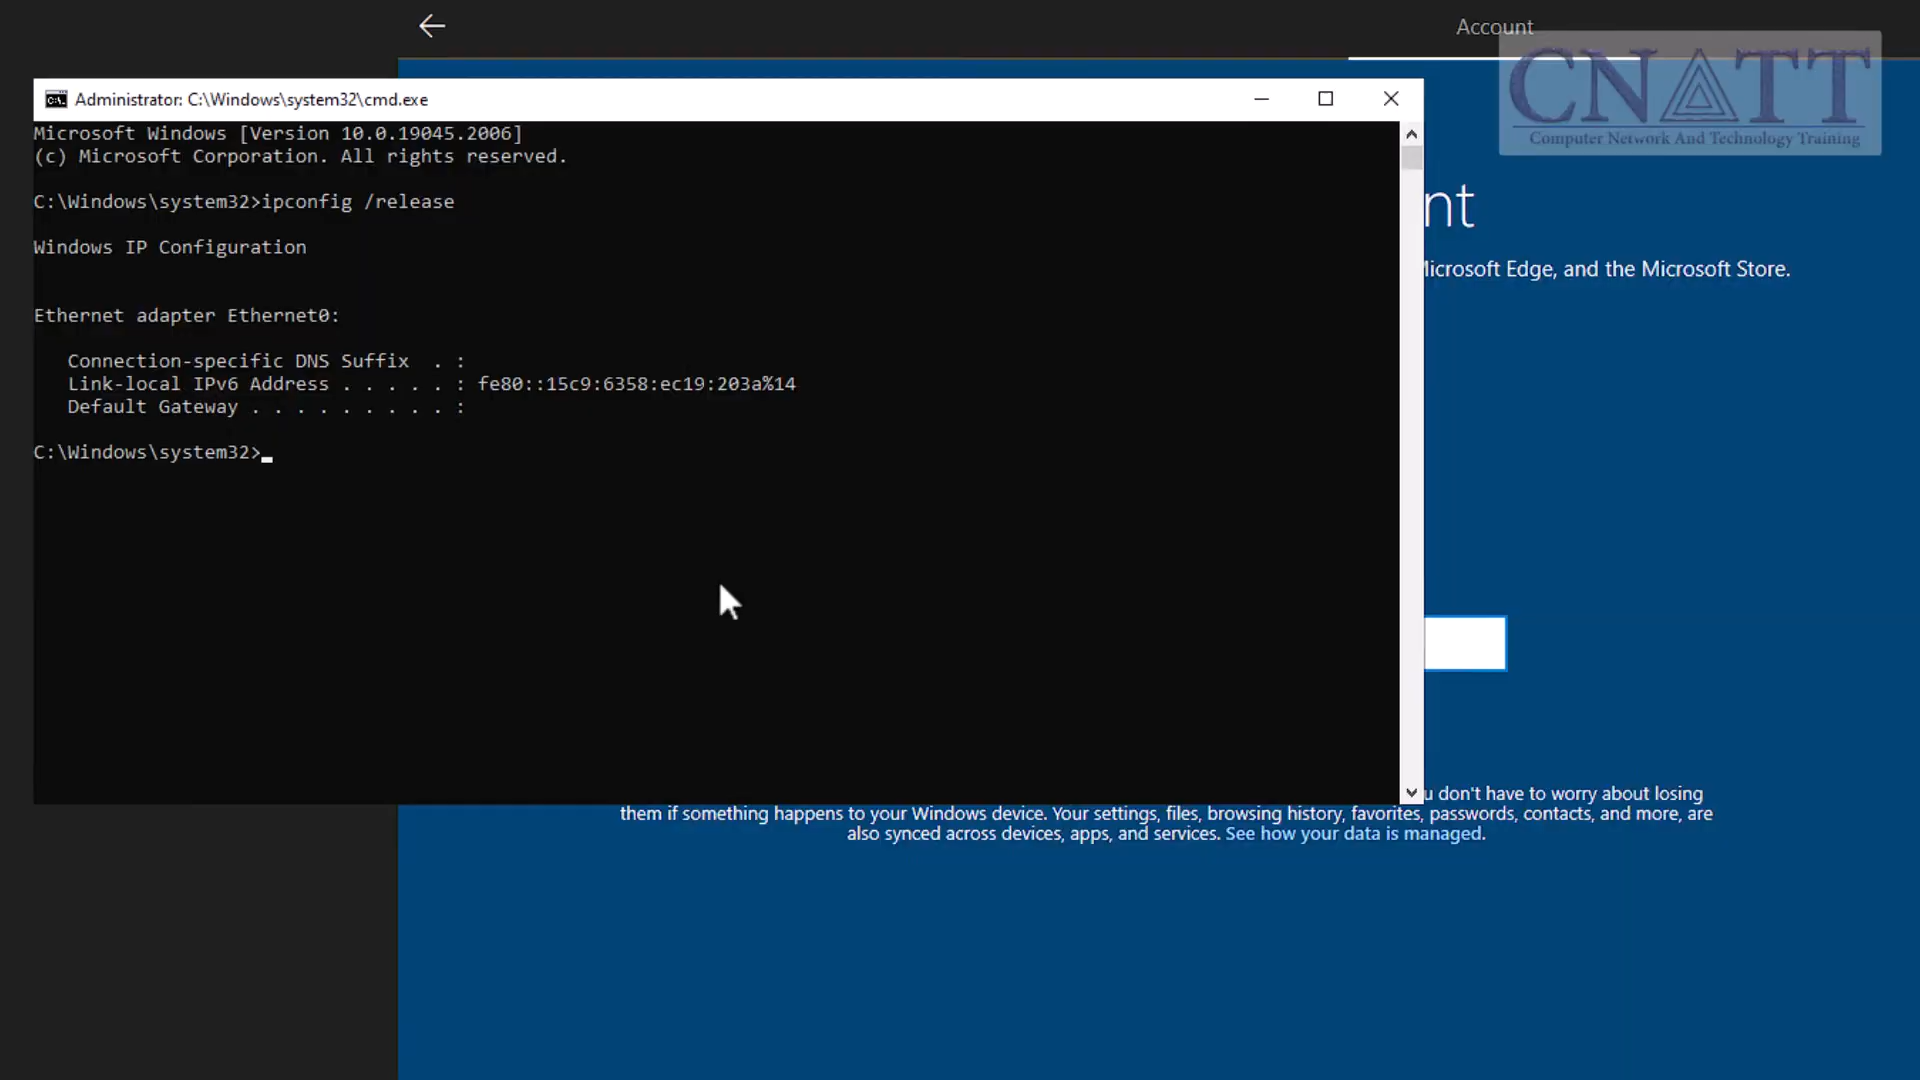 Account
CNATT
Computer Network And Technology Training
Administrator: C:\Windows\system32\cmd.exe
Microsoft Windows [Version 10.0.19045.2006]
(c) Microsoft Corporation. All rights reserved.
C:\Windows\system32>ipconfig /release
Windows IP Configuration
Ethernet adapter Ethernet0:
Connection-specific DNS Suffix . :
Link-local IPv6 Address . . . . . : fe80::15c9:6358:ec19:203a%14
Default Gateway . . . . . . . . . :
C:\Windows\system32>
nt
Microsoft Edge, and the Microsoft Store.
u don't have to worry about losing
them if something happens to your Windows device. Your settings, files, browsing history, favorites, passwords, contacts, and more, are
also synced across devices, apps, and services. See how your data is managed.